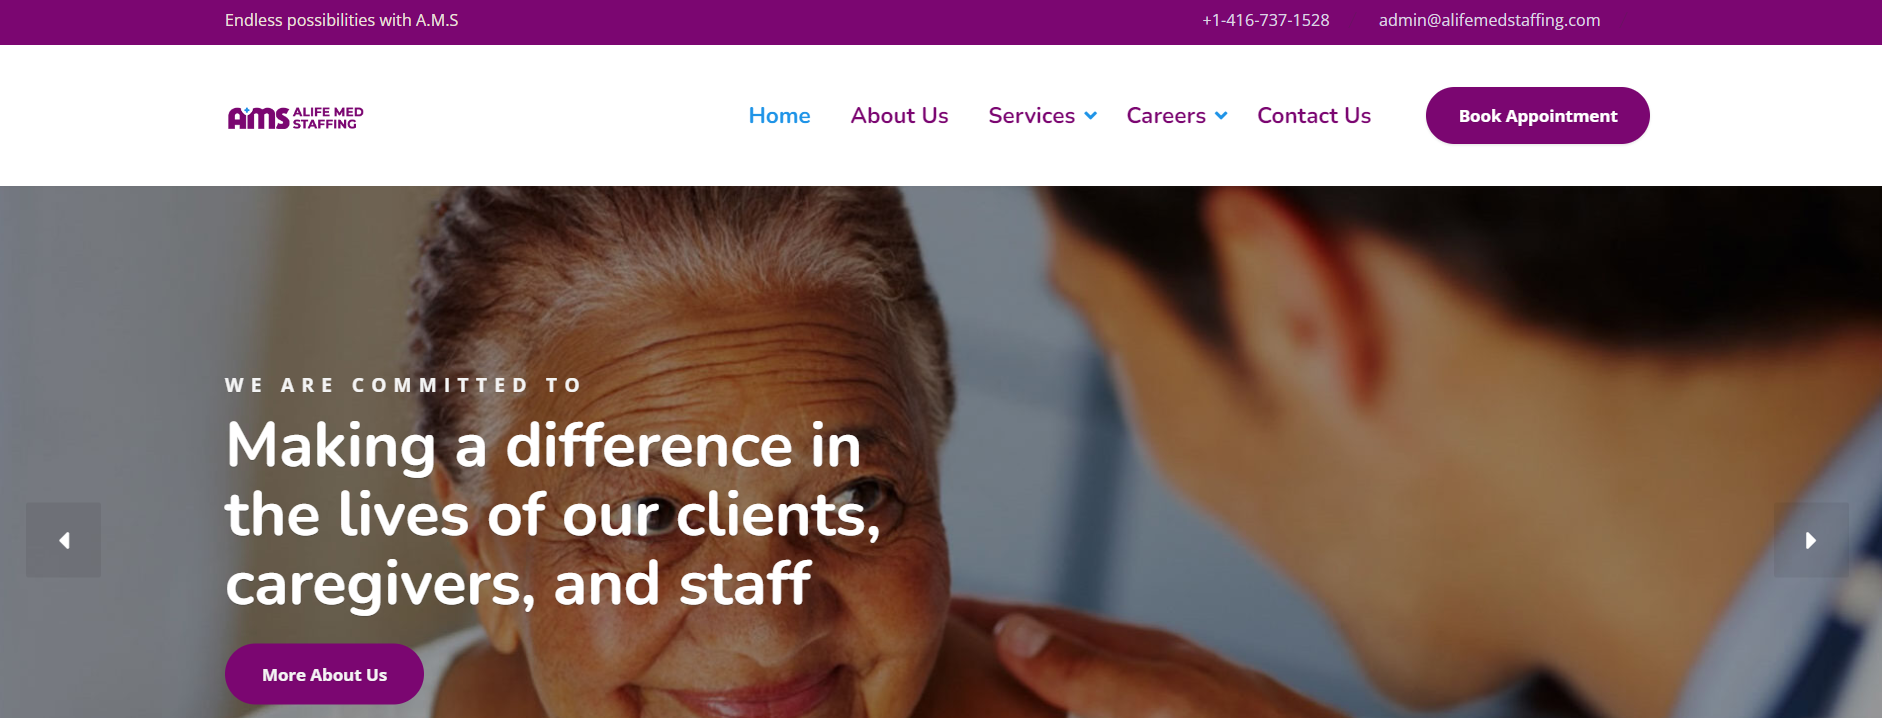 Endless possibilities with A.M.S
+1-416-737-1528
admin@alifemedstaffing.com
AMS ALIFE MED
STAFFING
Home
About Us
Services
Careers
Contact Us
Book Appointment
WE ARE COMMITTED TO
Making a difference in
the lives of our clients,
caregivers, and staff
More About Us